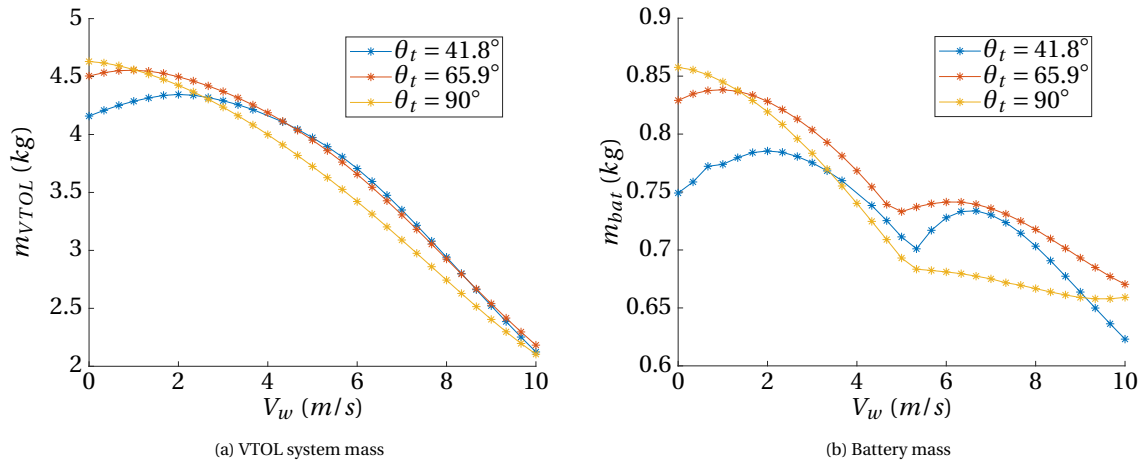 5
4.5
4
3.5
3
2.5
2
m_VTOL (kg)
0 2 4 6 8 10
V_w (m/s)
θ_t = 41.8°
θ_t = 65.9°
θ_t = 90°
(a) VTOL system mass
0.9
0.85
0.8
0.75
0.7
0.65
0.6
m_bat (kg)
0 2 4 6 8 10
V_w (m/s)
θ_t = 41.8°
θ_t = 65.9°
θ_t = 90°
(b) Battery mass